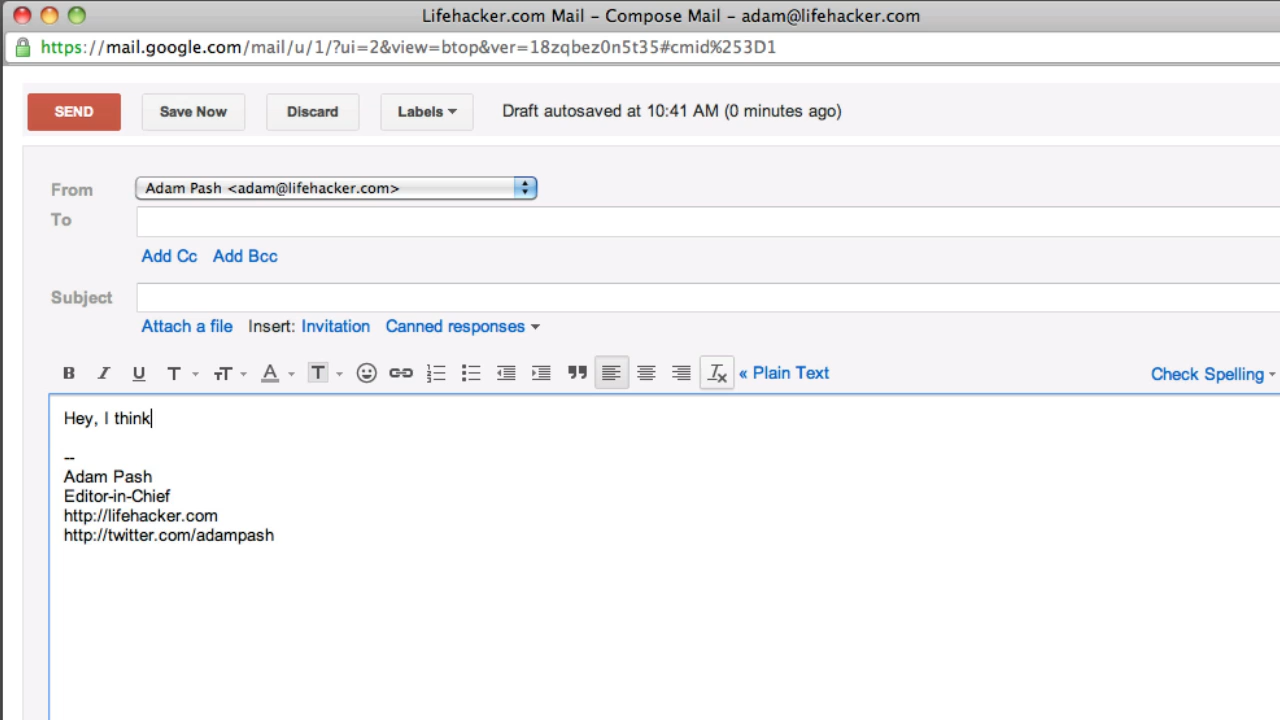 Lifehacker.com Mail – Compose Mail – adam@lifehacker.com
https://mail.google.com/mail/u/1/?ui=2&view=btop&ver=18zqbez0n5t35#cmid%253D1
SEND Save Now Discard Labels Draft autosaved at 10:41 AM (0 minutes ago)
From Adam Pash <adam@lifehacker.com>
To
Add Cc Add Bcc
Subject
Attach a file Insert: Invitation Canned responses
B I U T TT A T « Plain Text Check Spelling
Hey, I think
--
Adam Pash
Editor-in-Chief
http://lifehacker.com
http://twitter.com/adampash